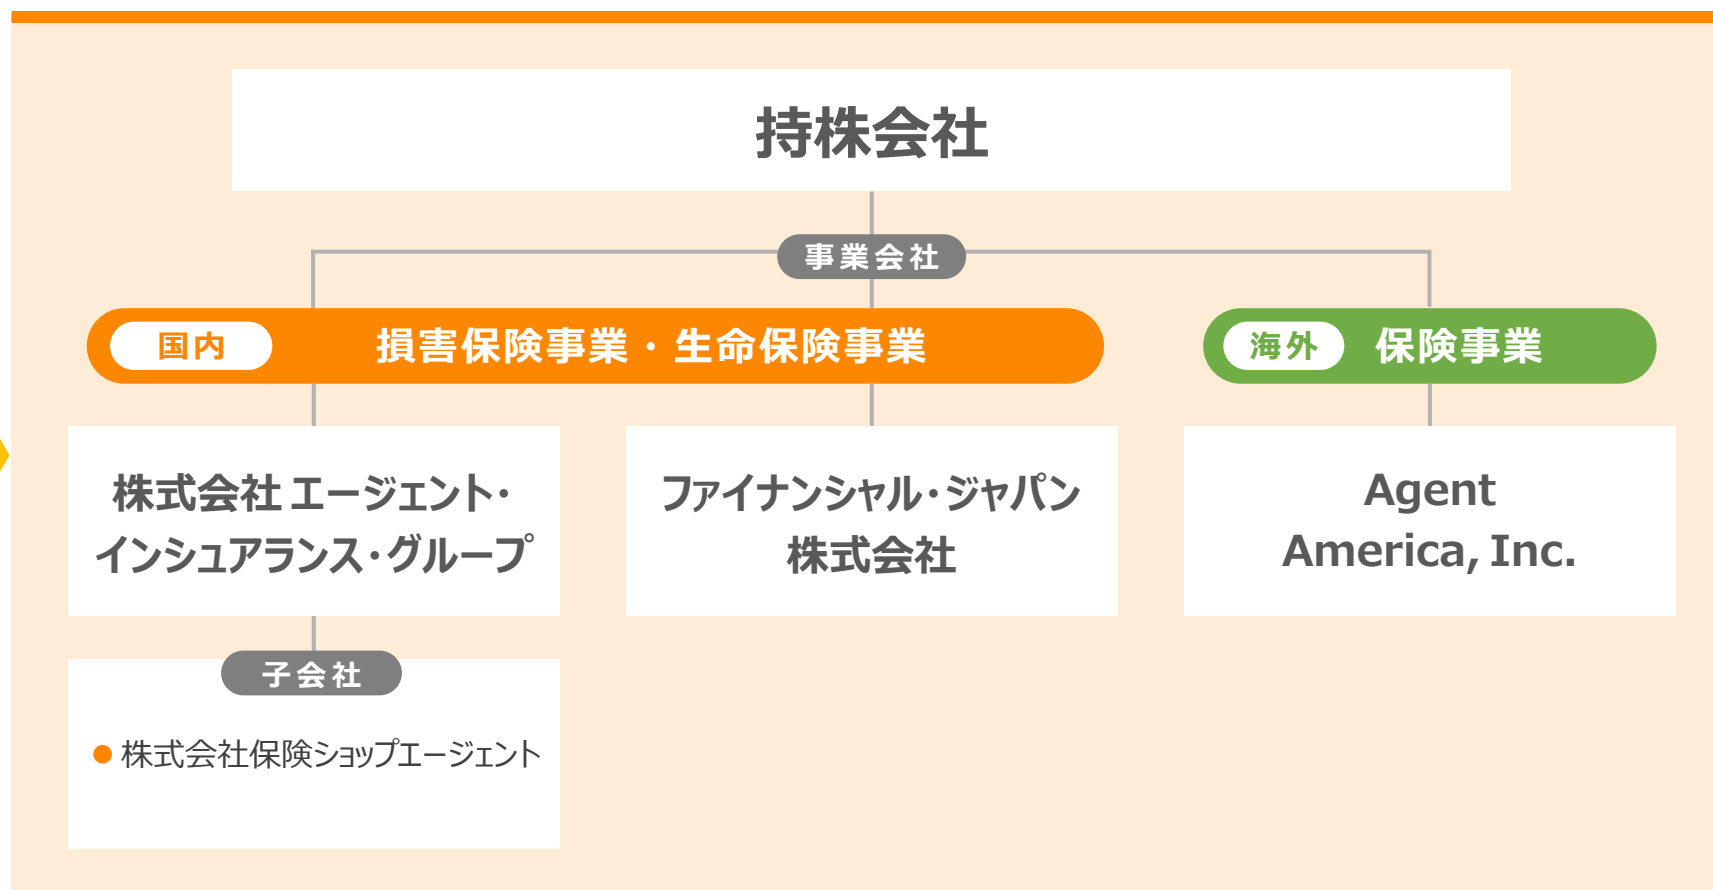 持株会社
事業会社
国内 損害保険事業・生命保険事業
海外 保険事業
株式会社 エージェント・
インシュアランス・グループ
ファイナンシャル・ジャパン
株式会社
Agent
America, Inc.
子会社
● 株式会社保険ショップエージェント